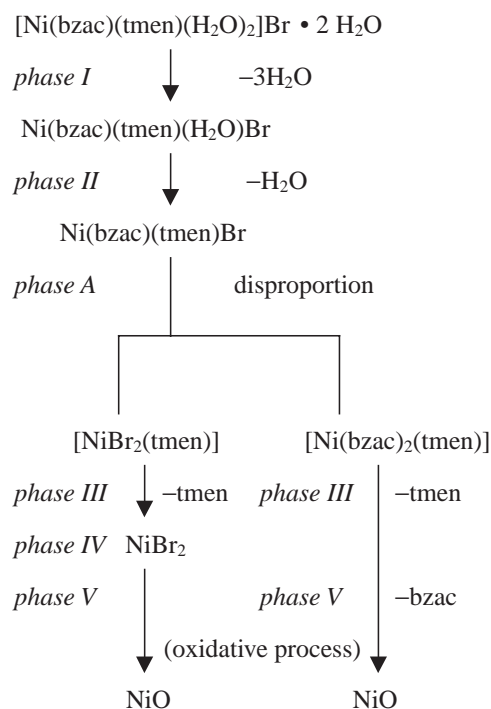 [Ni(bzac)(tmen)(H₂O)₂]Br • 2 H₂O
phase I −3H₂O
Ni(bzac)(tmen)(H₂O)Br
phase II −H₂O
Ni(bzac)(tmen)Br
phase A disproportion
[NiBr₂(tmen)] [Ni(bzac)₂(tmen)]
phase III −tmen phase III −tmen
phase IV NiBr₂
phase V phase V −bzac
(oxidative process)
NiO NiO